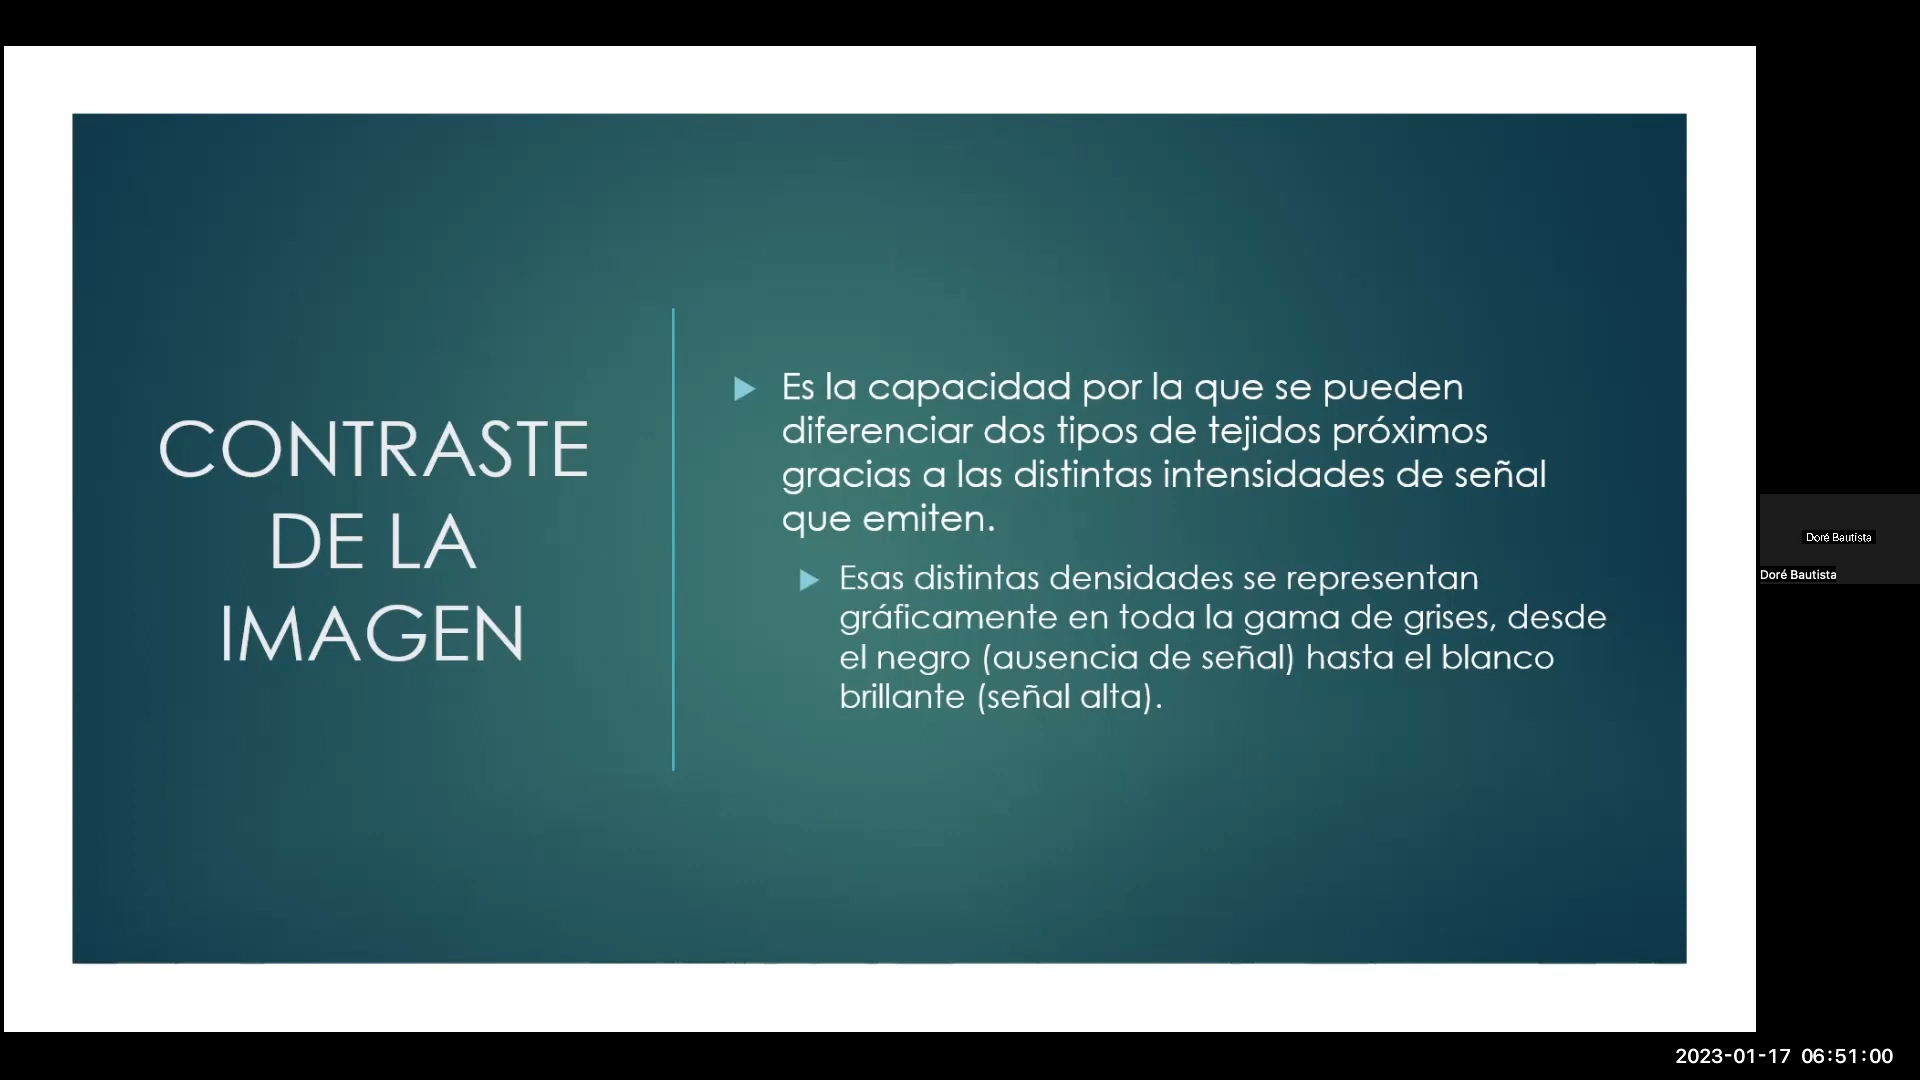 CONTRASTE
DE LA
IMAGEN
Es la capacidad por la que se pueden
diferenciar dos tipos de tejidos próximos
gracias a las distintas intensidades de señal
que emiten.
Esas distintas densidades se representan
gráficamente en toda la gama de grises, desde
el negro (ausencia de señal) hasta el blanco
brillante (señal alta).
Doré Bautista
Doré Bautista
2023-01-17 06:51:00